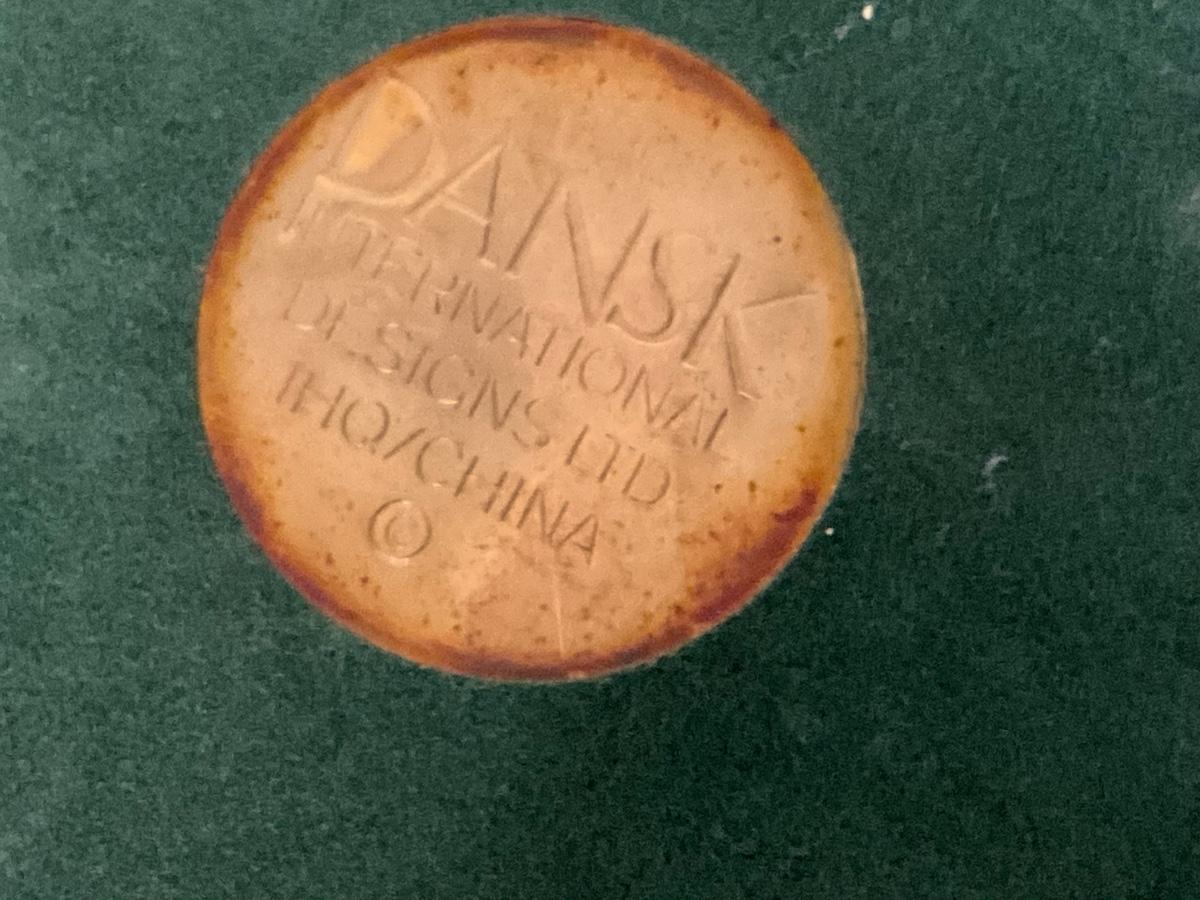 DANSK
INTERNATIONAL
DESIGNS LTD
IHQ/CHINA
©